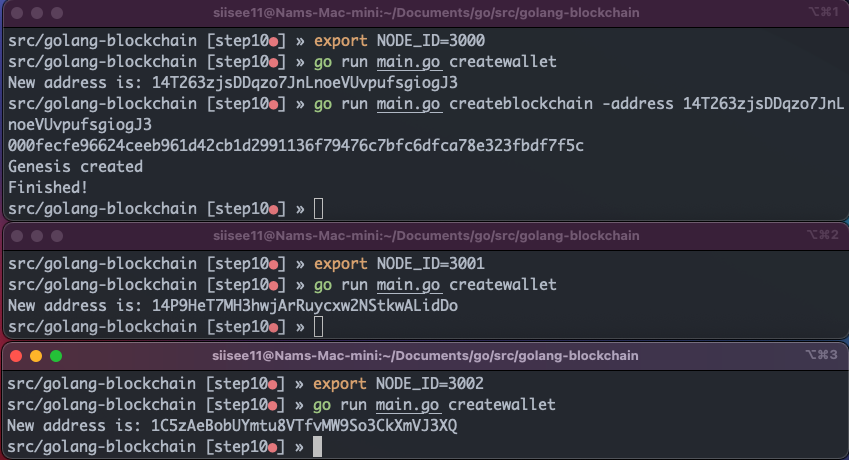 siisee11@Nams-Mac-mini:~/Documents/go/src/golang-blockchain ⌥⌘1
src/golang-blockchain [step10●] » export NODE_ID=3000
src/golang-blockchain [step10●] » go run main.go createwallet
New address is: 14T263zjsDDqzo7JnLnoeVUvpufsgiogJ3
src/golang-blockchain [step10●] » go run main.go createblockchain -address 14T263zjsDDqzo7JnL
noeVUvpufsgiogJ3
000fecfe96624ceeb961d42cb1d2991136f79476c7bfc6dfca78e323fbdf7f5c
Genesis created
Finished!
src/golang-blockchain [step10●] »
siisee11@Nams-Mac-mini:~/Documents/go/src/golang-blockchain ⌥⌘2
src/golang-blockchain [step10●] » export NODE_ID=3001
src/golang-blockchain [step10●] » go run main.go createwallet
New address is: 14P9HeT7MH3hwjArRuycxw2NStkwALidDo
src/golang-blockchain [step10●] »
siisee11@Nams-Mac-mini:~/Documents/go/src/golang-blockchain ⌥⌘3
src/golang-blockchain [step10●] » export NODE_ID=3002
src/golang-blockchain [step10●] » go run main.go createwallet
New address is: 1C5zAeBobUYmtu8VTfvMW9So3CkXmVJ3XQ
src/golang-blockchain [step10●] »